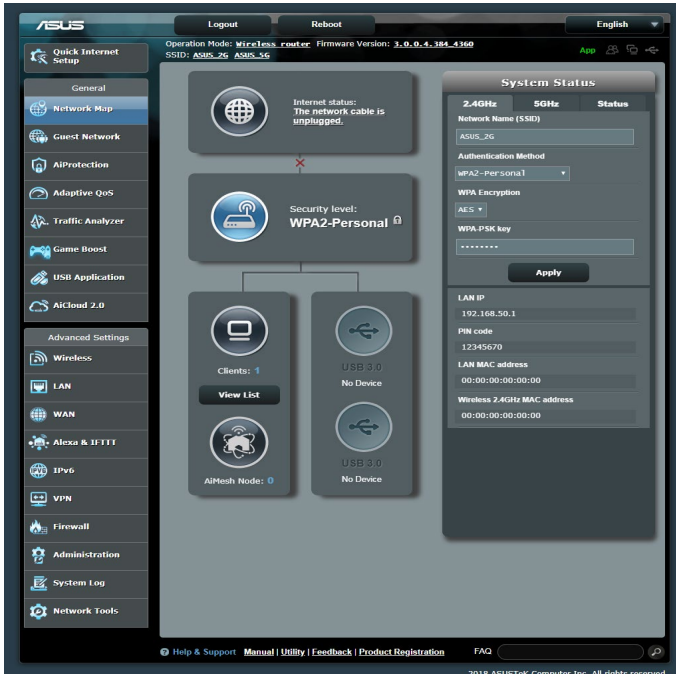 ASUS
Logout
Reboot
English
Quick Internet
Setup
Operation Mode: Wireless router Firmware Version: 3.0.0.4.384_4360
SSID: ASUS_2G ASUS_5G
App
General
Network Map
Guest Network
AiProtection
Adaptive QoS
Traffic Analyzer
Game Boost
USB Application
AiCloud 2.0
Advanced Settings
Wireless
LAN
WAN
Alexa & IFTTT
IPv6
VPN
Firewall
Administration
System Log
Network Tools
Internet status:
The network cable is
unplugged.
Security level:
WPA2-Personal
Clients: 1
View List
AiMesh Node: 0
USB 3.0
No Device
USB 3.0
No Device
System Status
2.4GHz 5GHz Status
Network Name (SSID)
ASUS_2G
Authentication Method
WPA2-Personal
WPA Encryption
AES
WPA-PSK key
········
Apply
LAN IP
192.168.50.1
PIN code
12345670
LAN MAC address
00:00:00:00:00:00
Wireless 2.4GHz MAC address
00:00:00:00:00:00
Help & Support Manual | Utility | Feedback | Product Registration
FAQ
2018 ASUSTeK Computer Inc. All rights reserved